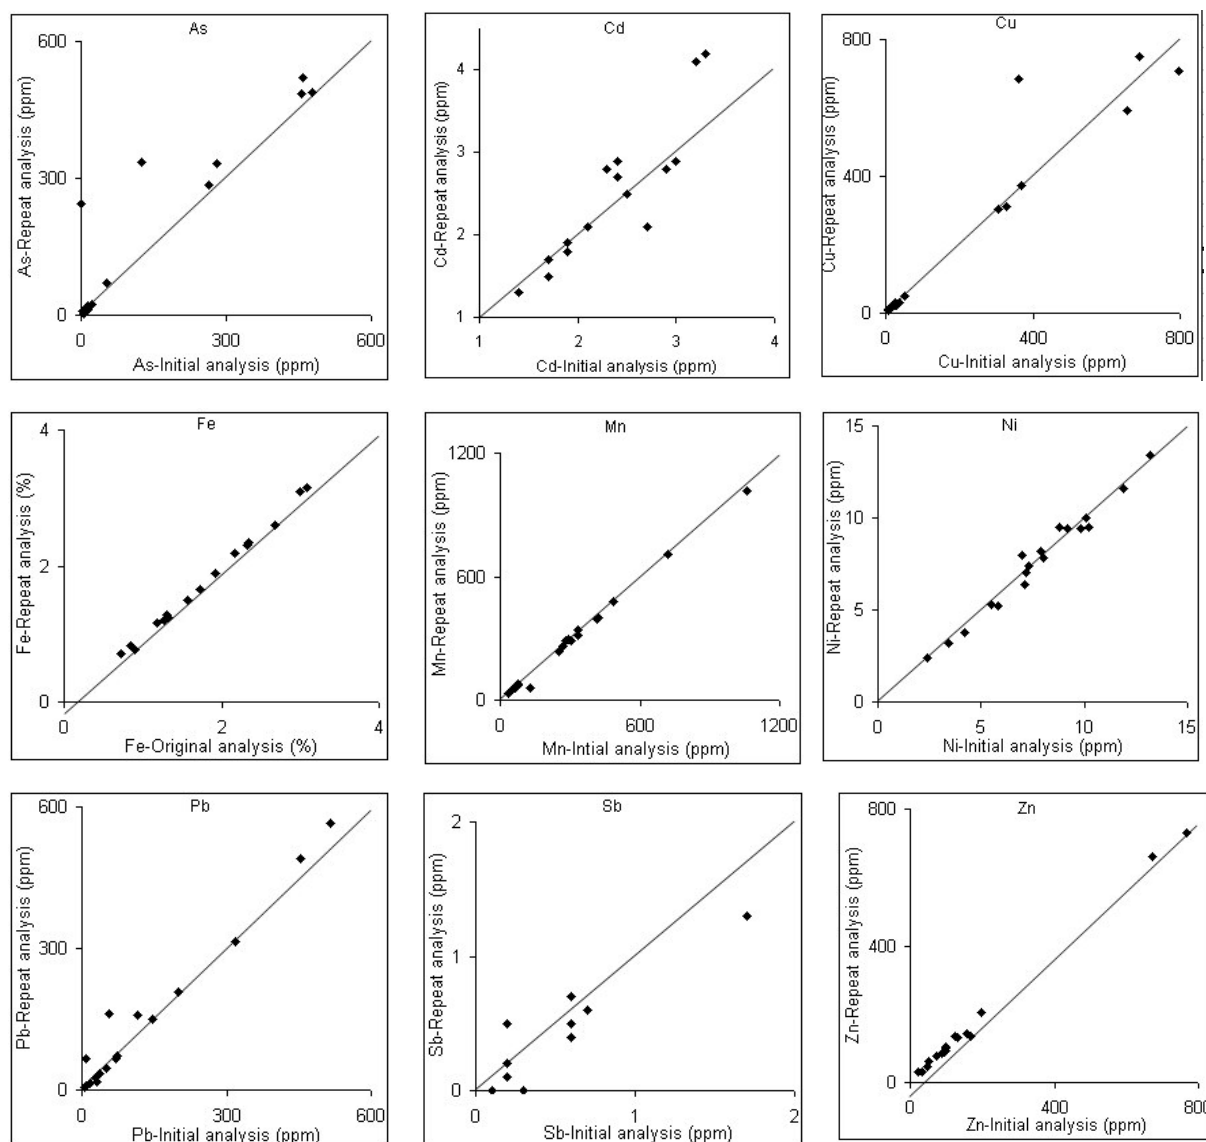 As
600
300
0
0
300
600
As-Repeat analysis (ppm)
As-Initial analysis (ppm)
Cd
4
3
2
1
1
2
3
4
Cd-Repeat analysis (ppm)
Cd-Initial analysis (ppm)
Cu
800
400
0
0
400
800
Cu-Repeat analysis (ppm)
Cu-Initial analysis (ppm)
Fe
4
2
0
0
2
4
Fe-Repeat analysis (%)
Fe-Original analysis (%)
Mn
1200
600
0
0
600
1200
Mn-Repeat analysis (ppm)
Mn-Intial analysis (ppm)
Ni
15
10
5
0
0
5
10
15
Ni-Repeat analysis (ppm)
Ni-Initial analysis (ppm)
Pb
600
300
0
0
300
600
Pb-Repeat analysis (ppm)
Pb-Initial analysis (ppm)
Sb
2
1
0
0
1
2
Sb-Repeat analysis (ppm)
Sb-Initial analysis (ppm)
Zn
800
400
0
0
400
800
Zn-Repeat analysis (ppm)
Zn-Initial analysis (ppm)